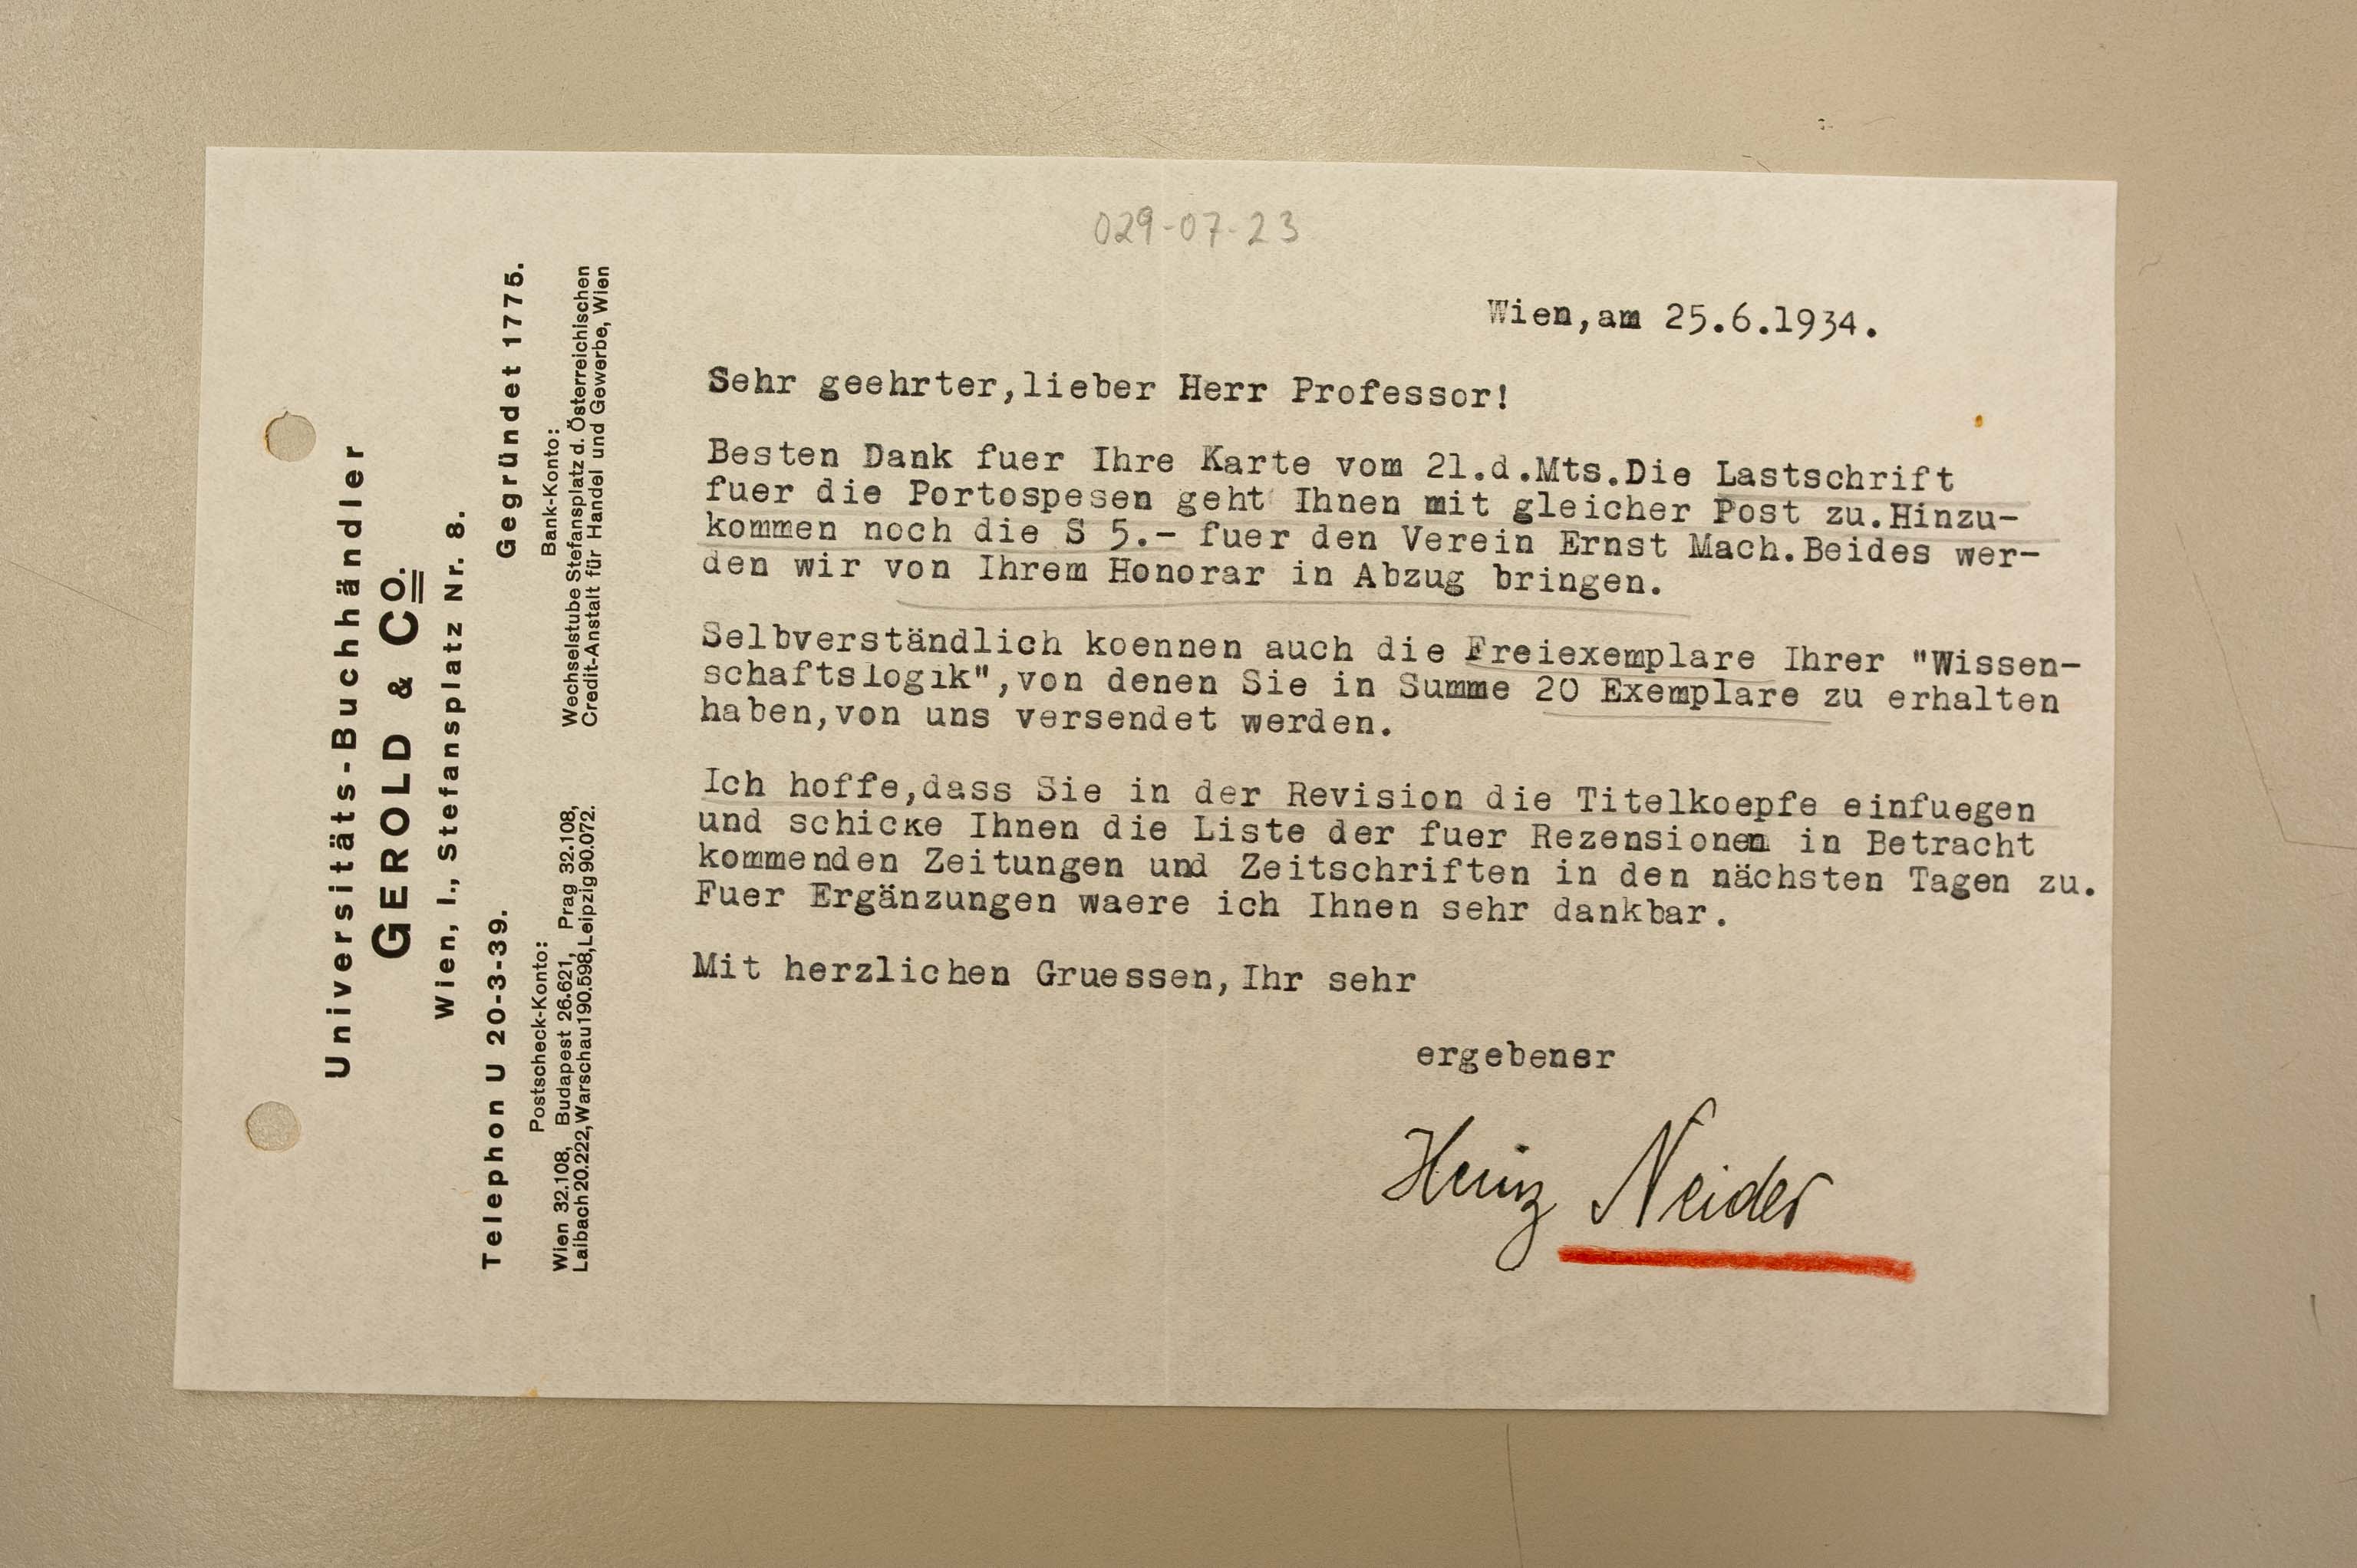 029-07-23
Universitäts-Buchhändler
GEROLD & CO.
Wien, I., Stefansplatz Nr. 8.
Telephon U 20-3-39.
Gegründet 1775.
Postscheck-Konto:
Wien 32.108, Budapest 26.621, Prag 32.108,
Laibach 20.222, Warschau 190.598, Leipzig 90.072.
Bank-Konto:
Wechselstube Stefansplatz d. Österreichischen
Credit-Anstalt für Handel und Gewerbe, Wien
Wien,am 25.6.1934.
Sehr geehrter,lieber Herr Professor!
Besten Dank fuer Ihre Karte vom 21.d.Mts.Die Lastschrift
fuer die Portospesen geht Ihnen mit gleicher Post zu.Hinzu-
kommen noch die S 5.- fuer den Verein Ernst Mach.Beides wer-
den wir von Ihrem Honorar in Abzug bringen.
Selbverständlich koennen auch die Freiexemplare Ihrer "Wissen-
schaftslogik",von denen Sie in Summe 20 Exemplare zu erhalten
haben,von uns versendet werden.
Ich hoffe,dass Sie in der Revision die Titelkoepfe einfuegen
und schicke Ihnen die Liste der fuer Rezensionen in Betracht
kommenden Zeitungen und Zeitschriften in den nächsten Tagen zu.
Fuer Ergänzungen waere ich Ihnen sehr dankbar.
Mit herzlichen Gruessen,Ihr sehr
ergebener
Heinz Neider